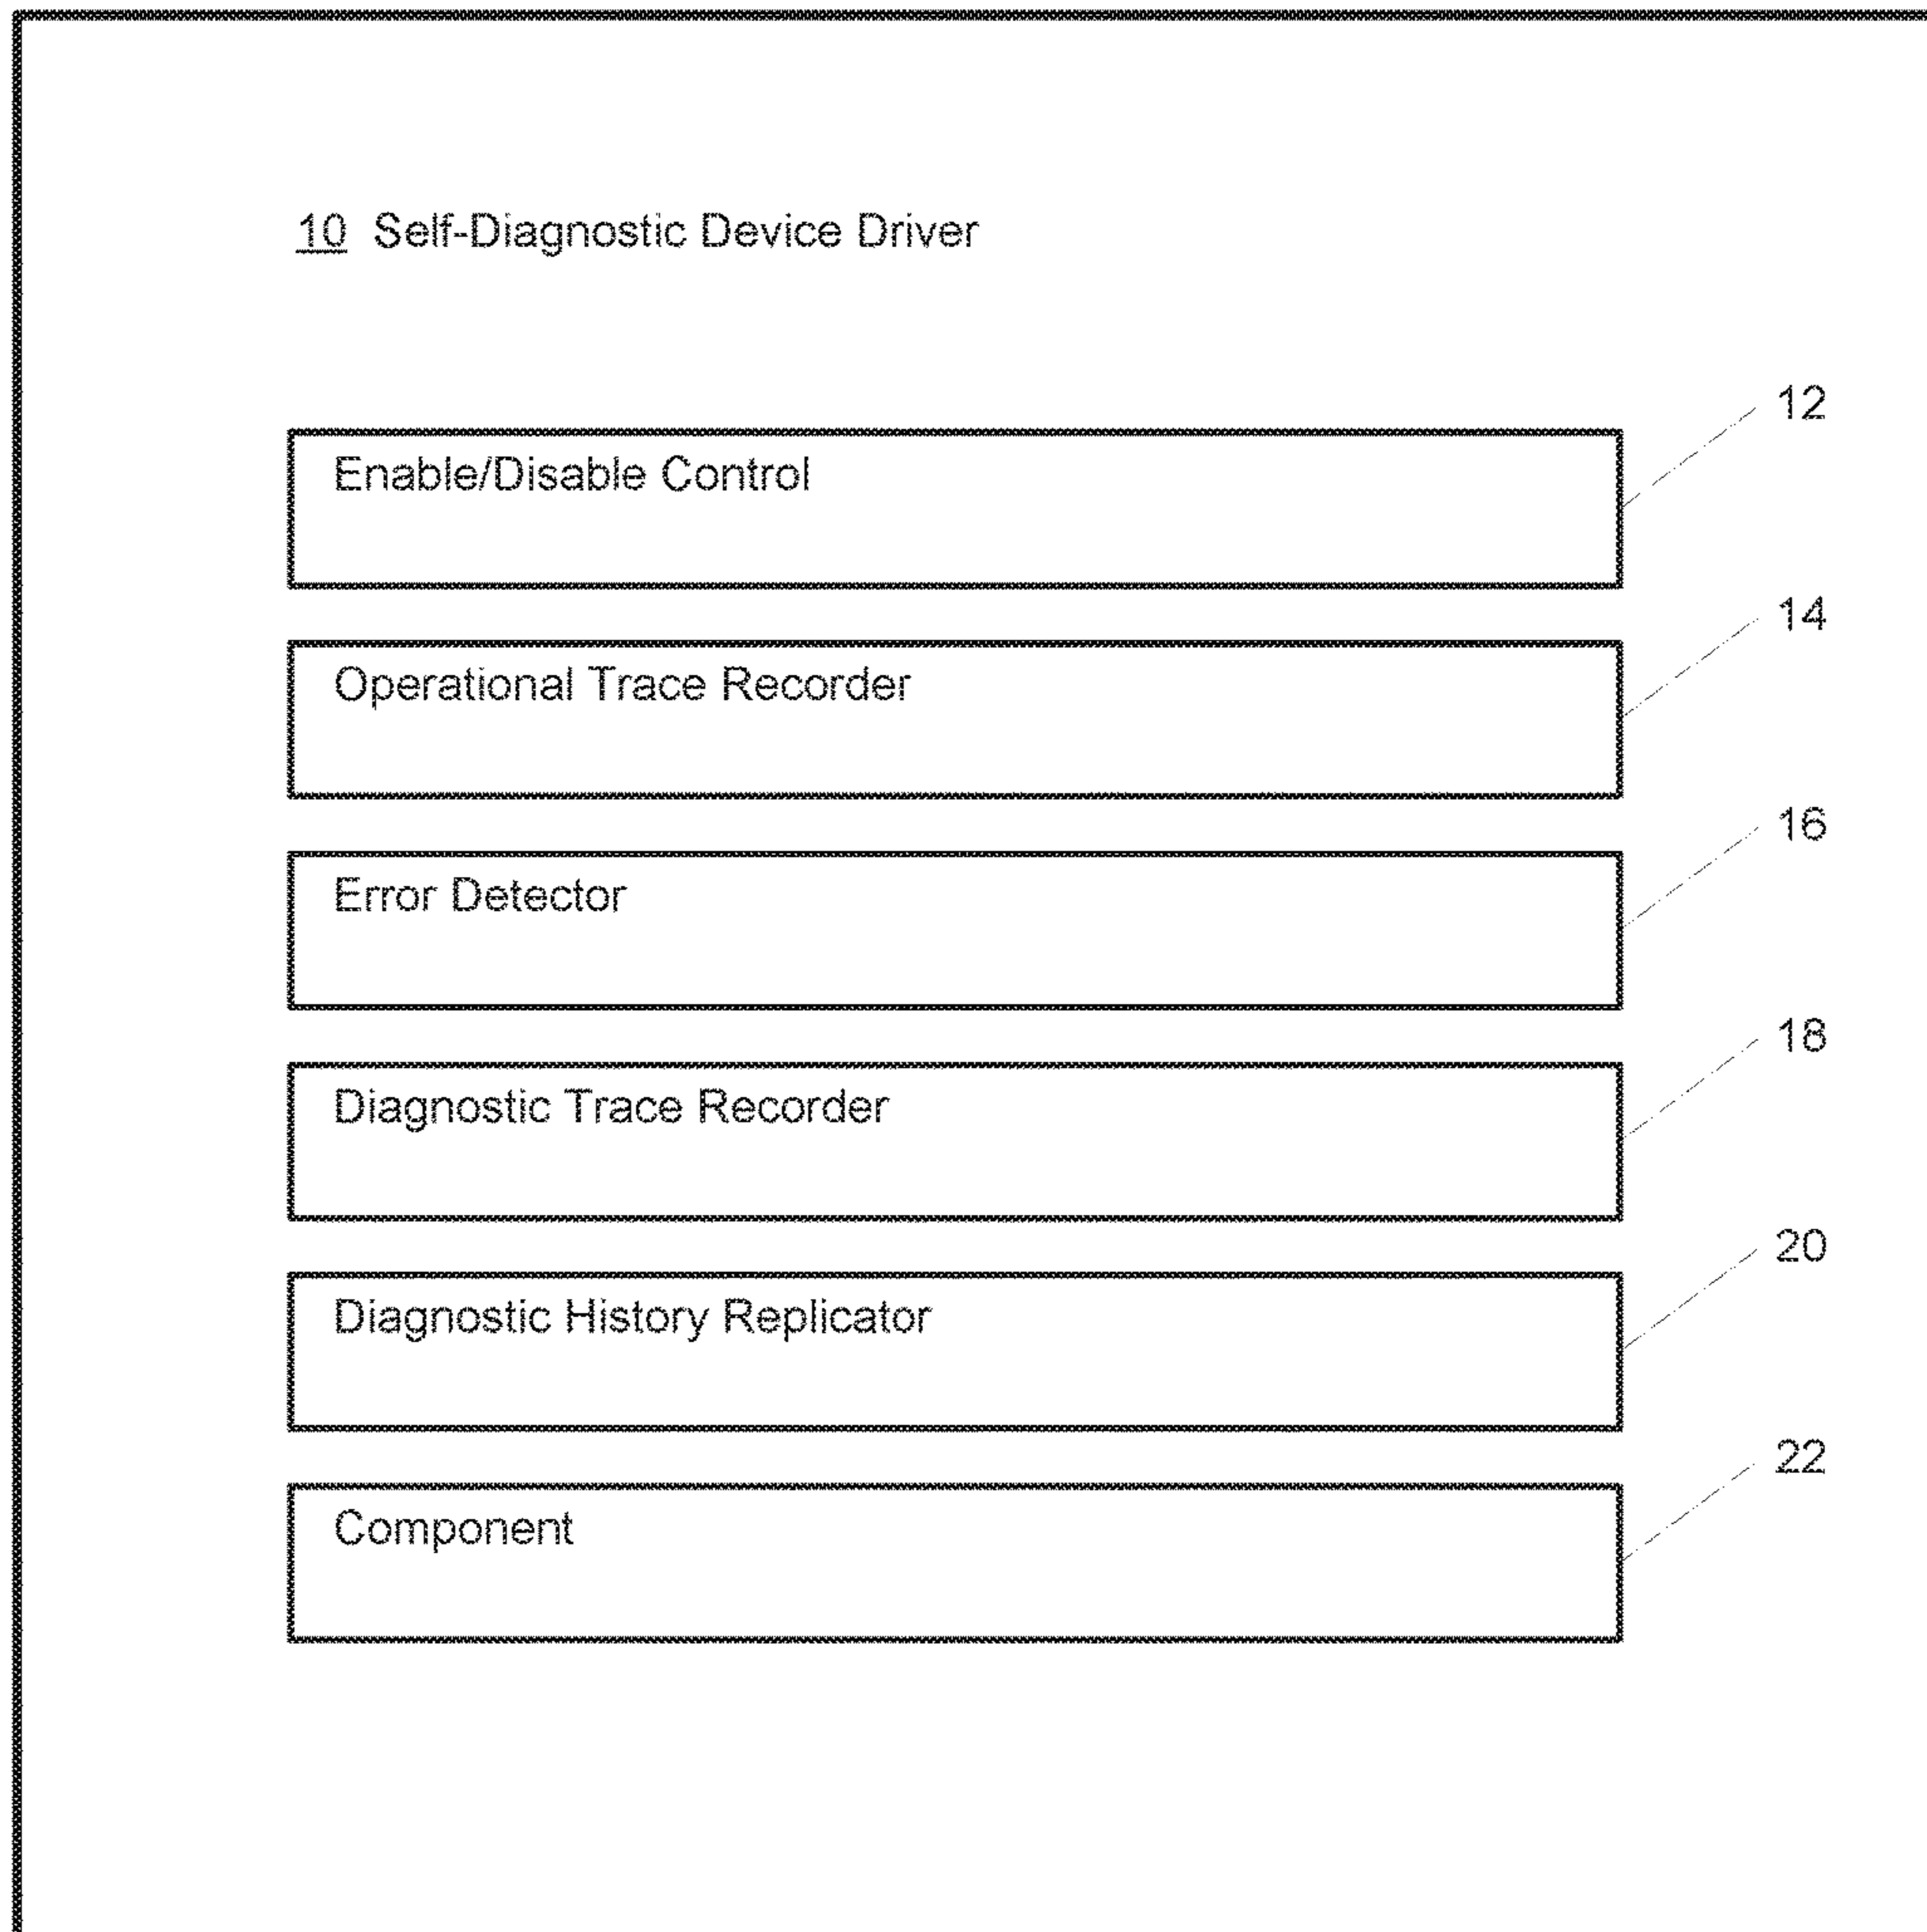 10 Self-Diagnostic Device Driver
12
Enable/Disable Control
14
Operational Trace Recorder
16
Error Detector
18
Diagnostic Trace Recorder
20
Diagnostic History Replicator
22
Component